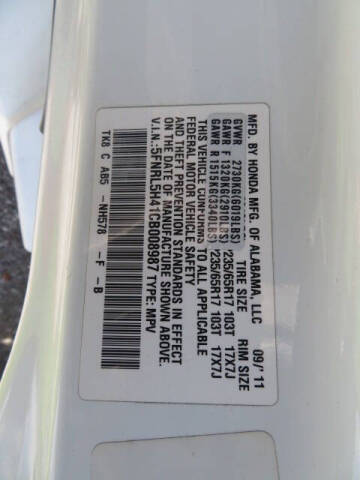 MFD. BY HONDA MFG. OF ALABAMA, LLC 09/'11
GVWR 2730KG(6019LBS) TIRE SIZE RIM SIZE
GAWR F 1320KG(2910LBS) 235/65R17 103T 17X7J
GAWR R 1515KG(3340LBS) 235/65R17 103T 17X7J
THIS VEHICLE CONFORMS TO ALL APPLICABLE
FEDERAL MOTOR VEHICLE SAFETY
AND THEFT PREVENTION STANDARDS IN EFFECT
ON THE DATE OF MANUFACTURE SHOWN ABOVE.
V.I.N.: 5FNRL5H41CB008987 TYPE: MPV
TK8 C AB5 -NH578 -F -B